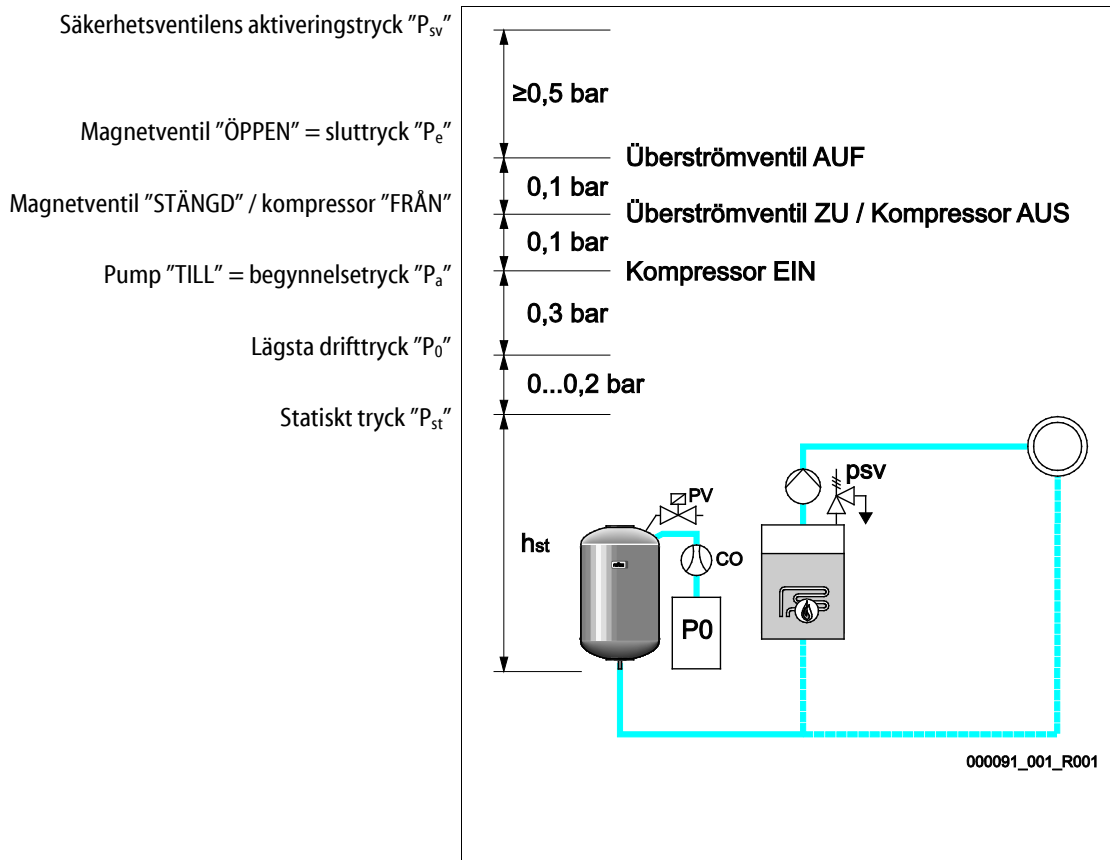 Säkerhetsventilens aktiveringstryck ”Psv”
≥0,5 bar
Magnetventil ”ÖPPEN” = sluttryck ”Pe”
Überströmventil AUF
0,1 bar
Magnetventil ”STÄNGD” / kompressor ”FRÅN”
Überströmventil ZU / Kompressor AUS
0,1 bar
Pump ”TILL” = begynnelsetryck ”Pa”
Kompressor EIN
0,3 bar
Lägsta drifttryck ”P0”
0...0,2 bar
Statiskt tryck ”Pst”
psv
PV
hst
CO
P0
000091_001_R001